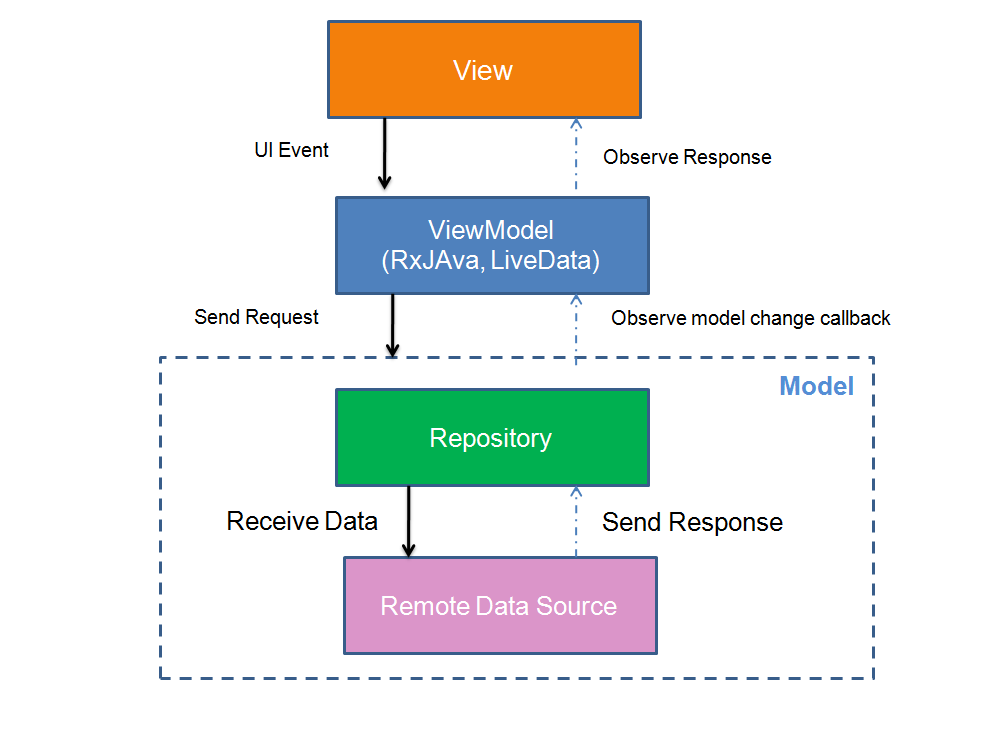 View
UI Event
Observe Response
ViewModel
(RxJAva, LiveData)
Send Request
Observe model change callback
Model
Repository
Receive Data
Send Response
Remote Data Source